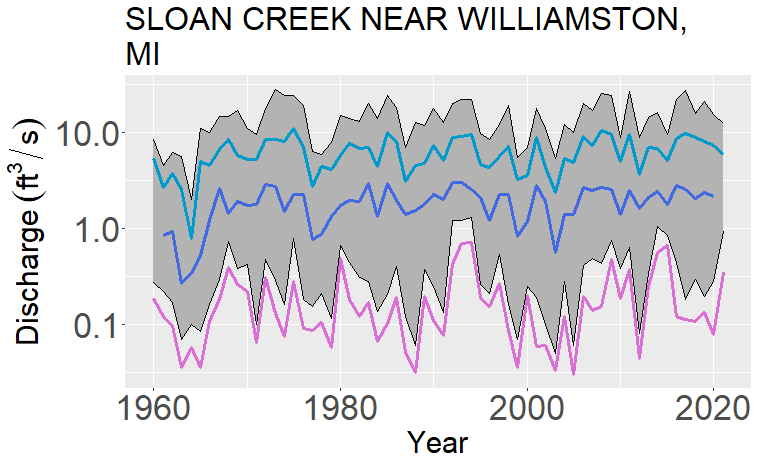 SLOAN CREEK NEAR WILLIAMSTON,
MI
Discharge (ft³/s)
10.0
1.0
0.1
1960 1980 2000 2020
Year